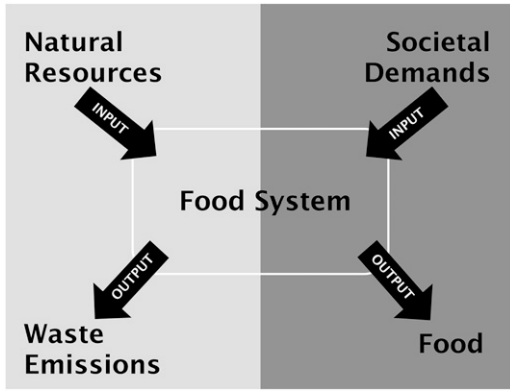 Natural
Resources
Societal
Demands
INPUT
INPUT
Food System
OUTPUT
OUTPUT
Waste
Emissions
Food